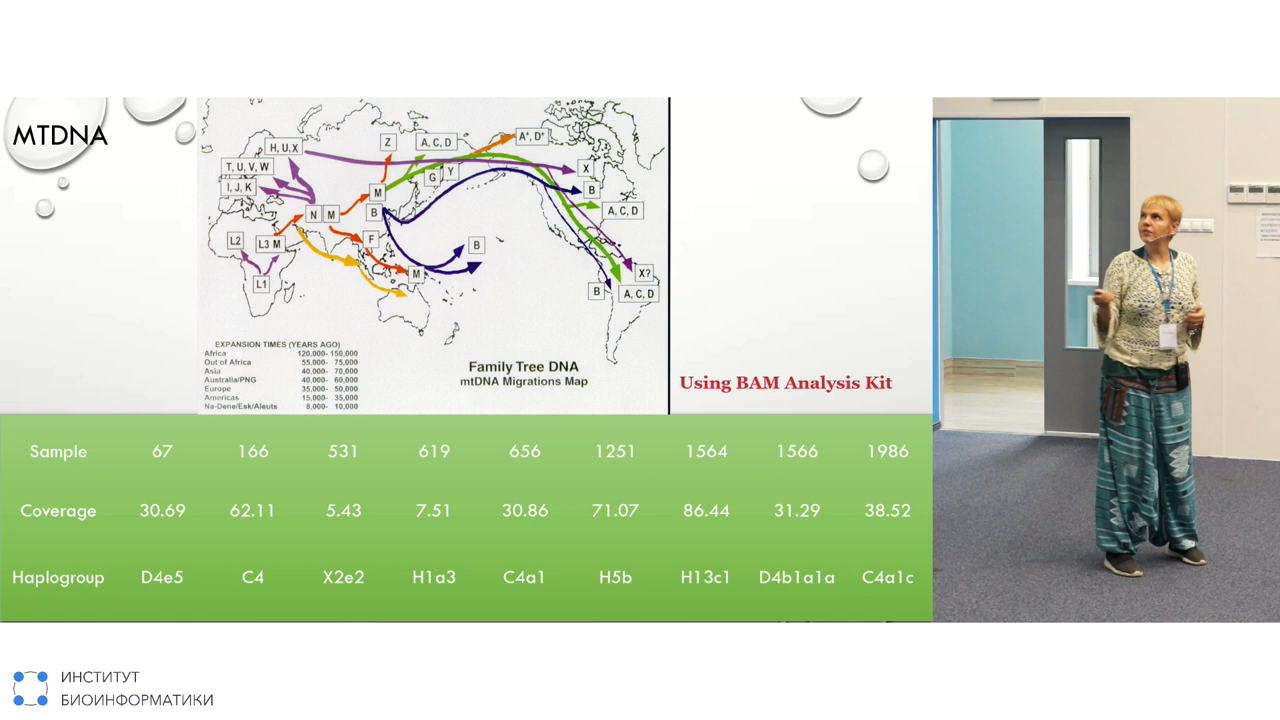 MTDNA
H, U,X
T, U, V, W
I, J, K
Z
A, C, D
A*, D*
G
Y
X
B
A, C, D
M
N
M
B
L2
L3 M
F
B
L1
M
X?
B
A, C, D
EXPANSION TIMES (YEARS AGO)
Africa 120,000- 150,000
Out of Africa 55,000- 75,000
Asia 40,000- 70,000
Australia/PNG 40,000- 60,000
Europe 35,000- 50,000
Americas 15,000- 35,000
Na-Dene/Esk/Aleuts 8,000- 10,000
Family Tree DNA
mtDNA Migrations Map
Using BAM Analysis Kit
Sample 67 166 531 619 656 1251 1564 1566 1986
Coverage 30.69 62.11 5.43 7.51 30.86 71.07 86.44 31.29 38.52
Haplogroup D4e5 C4 X2e2 H1a3 C4a1 H5b H13c1 D4b1a1a C4a1c
ИНСТИТУТ
БИОИНФОРМАТИКИ